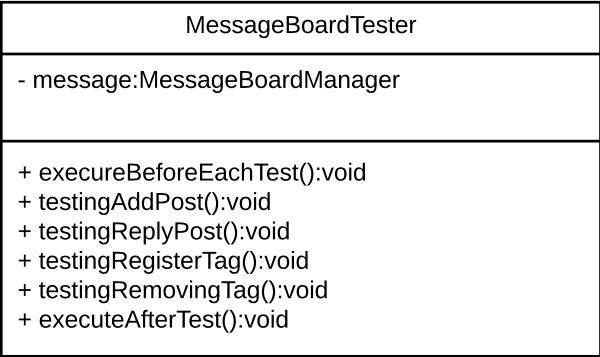 MessageBoardTester
- message:MessageBoardManager
+ execureBeforeEachTest():void
+ testingAddPost():void
+ testingReplyPost():void
+ testingRegisterTag():void
+ testingRemovingTag():void
+ executeAfterTest():void